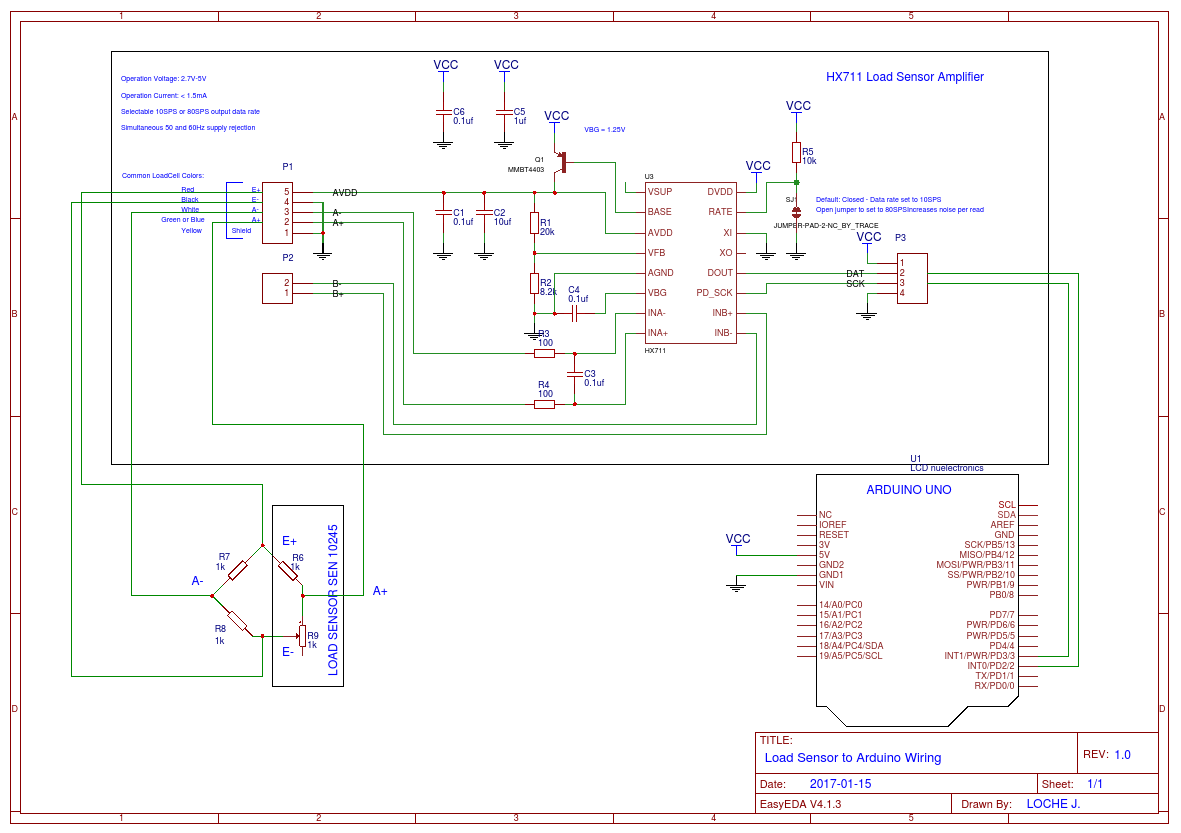 1 2 3 4 5
A A
B B
C C
D D
1 2 3 4 5
HX711 Load Sensor Amplifier
Operation Voltage: 2.7V-5V
Operation Current: < 1.5mA
Selectable 10SPS or 80SPS output data rate
Simultaneous 50 and 60Hz supply rejection
VCC
C6
0.1uf
VCC
C5
1uf
VCC
VBG = 1.25V
Q1
MMBT4403
Common LoadCell Colors:
Red E+
Black E-
White A-
Green or Blue A+
Yellow Shield
P1
5
4
3
2
1
AVDD
A-
A+
P2
2
1
B-
B+
C1
0.1uf
C2
10uf
R1
20k
R2
8.2k
C4
0.1uf
R3
100
C3
0.1uf
R4
100
U3
VSUP
BASE
AVDD
VFB
AGND
VBG
INA-
INA+
DVDD
RATE
XI
XO
DOUT
PD_SCK
INB+
INB-
HX711
VCC
VCC
R5
10k
SJ1
Default: Closed - Data rate set to 10SPS
Open jumper to set to 80SPSIncreases noise per read
JUMPER-PAD-2-NC_BY_TRACE
VCC
P3
1
2
3
4
DAT
SCK
U1
LCD nuelectronics
ARDUINO UNO
NC
IOREF
RESET
3V
5V
GND2
GND1
VIN
14/A0/PC0
15/A1/PC1
16/A2/PC2
17/A3/PC3
18/A4/PC4/SDA
19/A5/PC5/SCL
SCL
SDA
AREF
GND
SCK/PB5/13
MISO/PB4/12
MOSI/PWR/PB3/11
SS/PWR/PB2/10
PWR/PB1/9
PB0/8
PD7/7
PWR/PD6/6
PWR/PD5/5
PD4/4
INT1/PWR/PD3/3
INT0/PD2/2
TX/PD1/1
RX/PD0/0
VCC
E+
R7
1k
R6
1k
A-
A+
R8
1k
R9
1k
E-
LOAD SENSOR SEN 10245
TITLE:
Load Sensor to Arduino Wiring
REV: 1.0
Date: 2017-01-15
Sheet: 1/1
EasyEDA V4.1.3
Drawn By: LOCHE J.